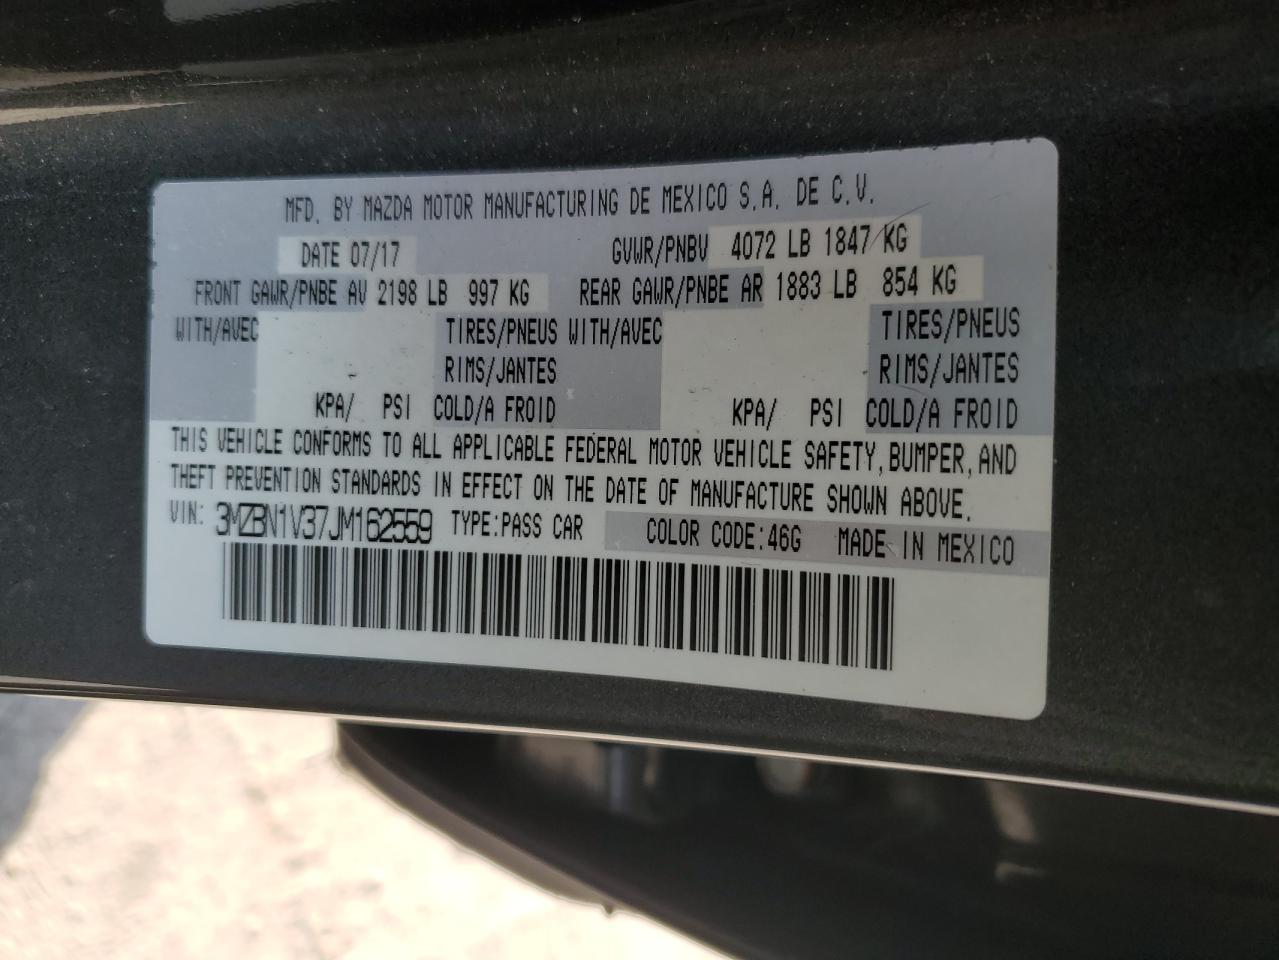 MFD. BY MAZDA MOTOR MANUFACTURING DE MEXICO S.A. DE C.V.
DATE 07/17 GVWR/PNBV 4072 LB 1847 KG
FRONT GAWR/PNBE AV 2198 LB 997 KG REAR GAWR/PNBE AR 1883 LB 854 KG
WITH/AVEC TIRES/PNEUS WITH/AVEC TIRES/PNEUS
RIMS/JANTES RIMS/JANTES
KPA/ PSI COLD/A FROID KPA/ PSI COLD/A FROID
THIS VEHICLE CONFORMS TO ALL APPLICABLE FEDERAL MOTOR VEHICLE SAFETY, BUMPER, AND
THEFT PREVENTION STANDARDS IN EFFECT ON THE DATE OF MANUFACTURE SHOWN ABOVE.
VIN: 3MZBN1V37JM162559 TYPE: PASS CAR COLOR CODE: 46G MADE IN MEXICO